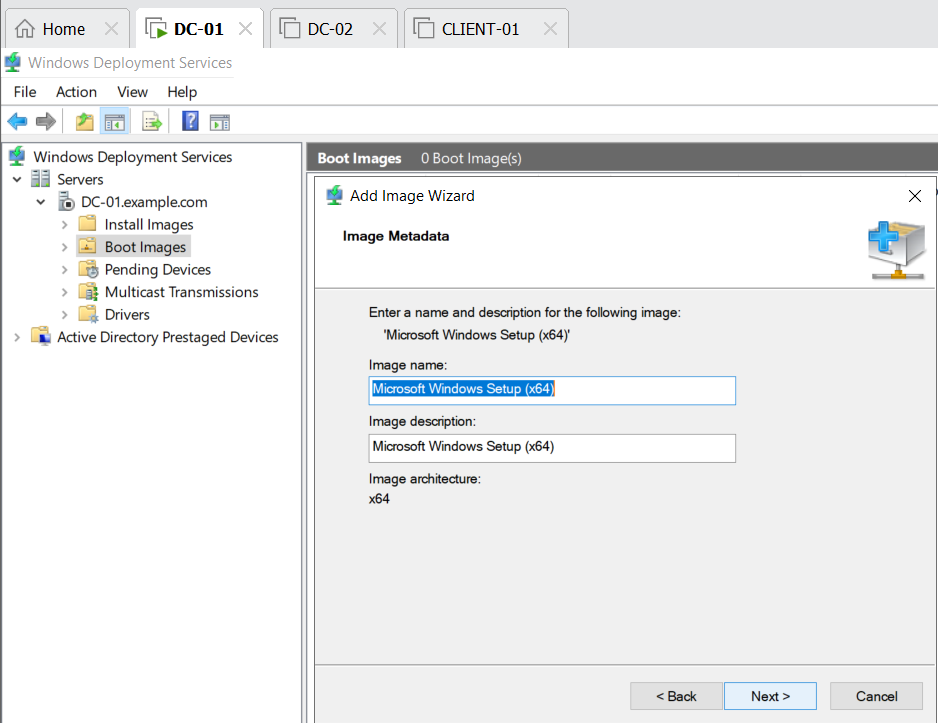 Home
DC-01
DC-02
CLIENT-01
Windows Deployment Services
File Action View Help
Windows Deployment Services
Servers
DC-01.example.com
Install Images
Boot Images
Pending Devices
Multicast Transmissions
Drivers
Active Directory Prestaged Devices
Boot Images 0 Boot Image(s)
Add Image Wizard
Image Metadata
Enter a name and description for the following image:
'Microsoft Windows Setup (x64)'
Image name:
Microsoft Windows Setup (x64)
Image description:
Microsoft Windows Setup (x64)
Image architecture:
x64
< Back Next > Cancel